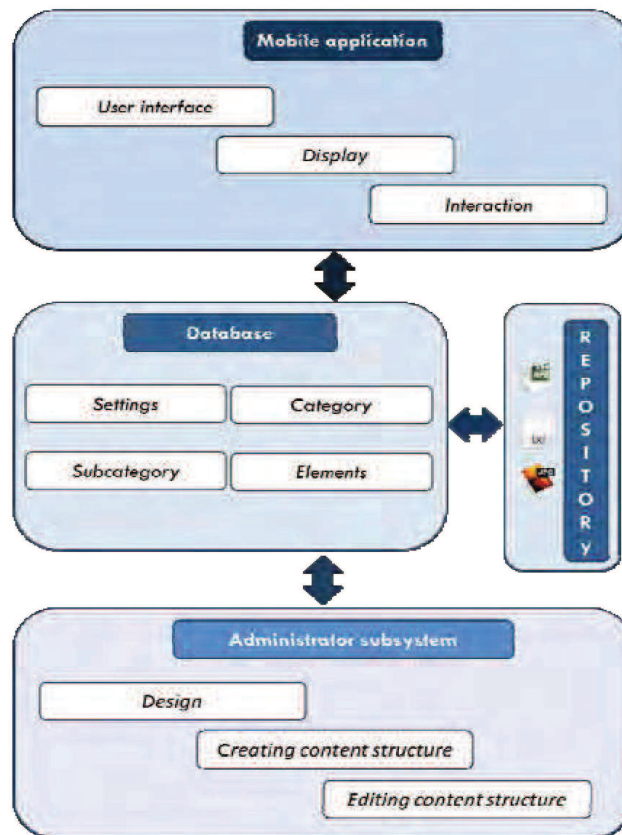 Mobile application
User interface
Display
Interaction
Database
Settings
Category
Subcategory
Elements
REPOSITORy
Administrator subsystem
Design
Creating content structure
Editing content structure